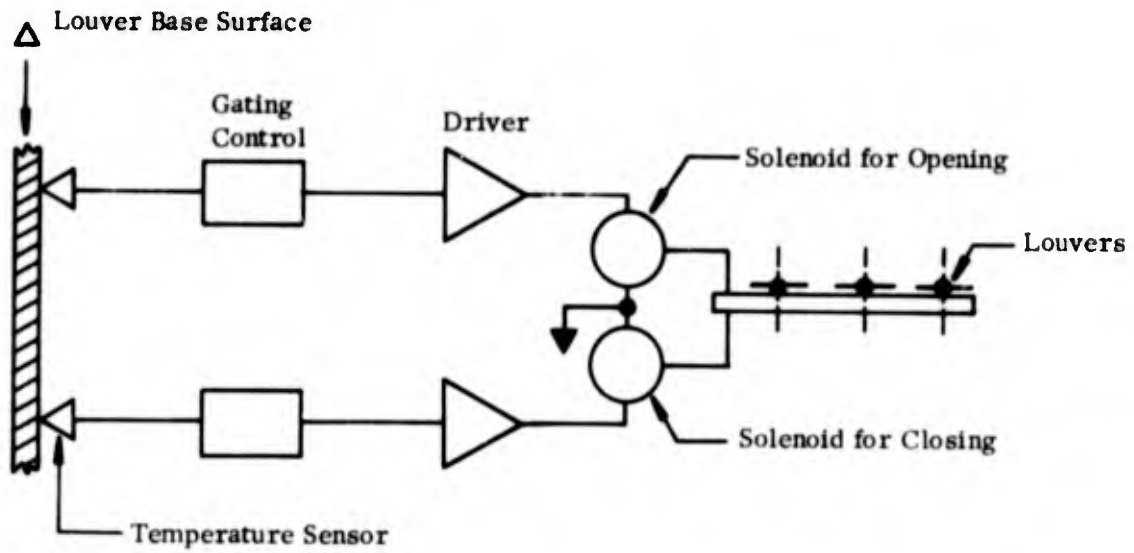 Δ Louver Base Surface
Gating
Control
Driver
Solenoid for Opening
Louvers
Solenoid for Closing
Temperature Sensor